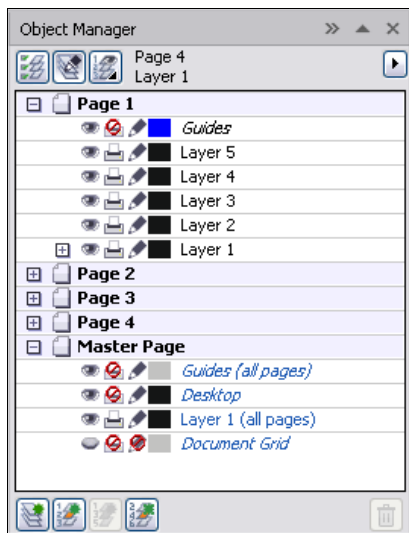 Object Manager
Page 4
Layer 1
Page 1
Guides
Layer 5
Layer 4
Layer 3
Layer 2
Layer 1
Page 2
Page 3
Page 4
Master Page
Guides (all pages)
Desktop
Layer 1 (all pages)
Document Grid